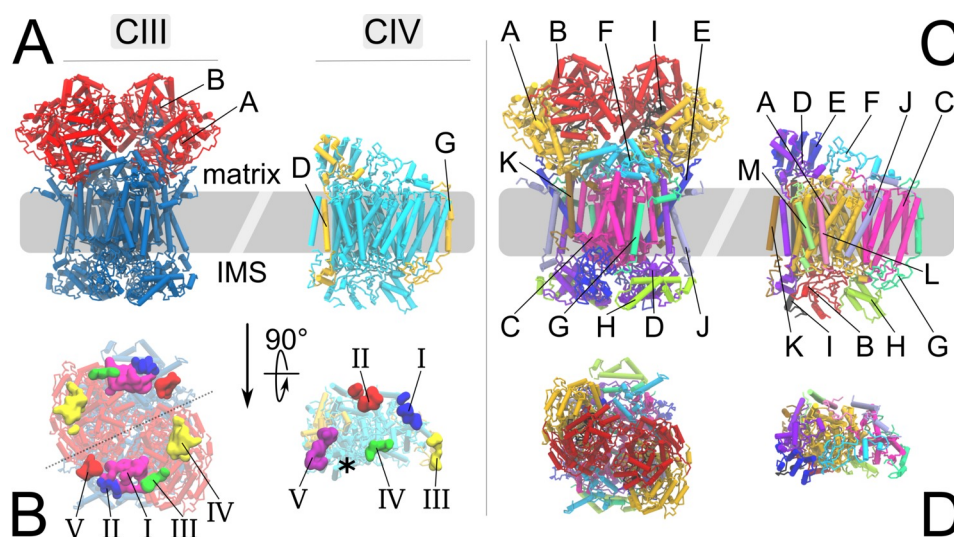 A
CIII
CIV
B
A
D
G
matrix
IMS
90°
B
V II I III IV
II
I
V
*
IV
III
C
A B F I E
K
C G H D J
A D E F J C
M
L
K I B H G
D